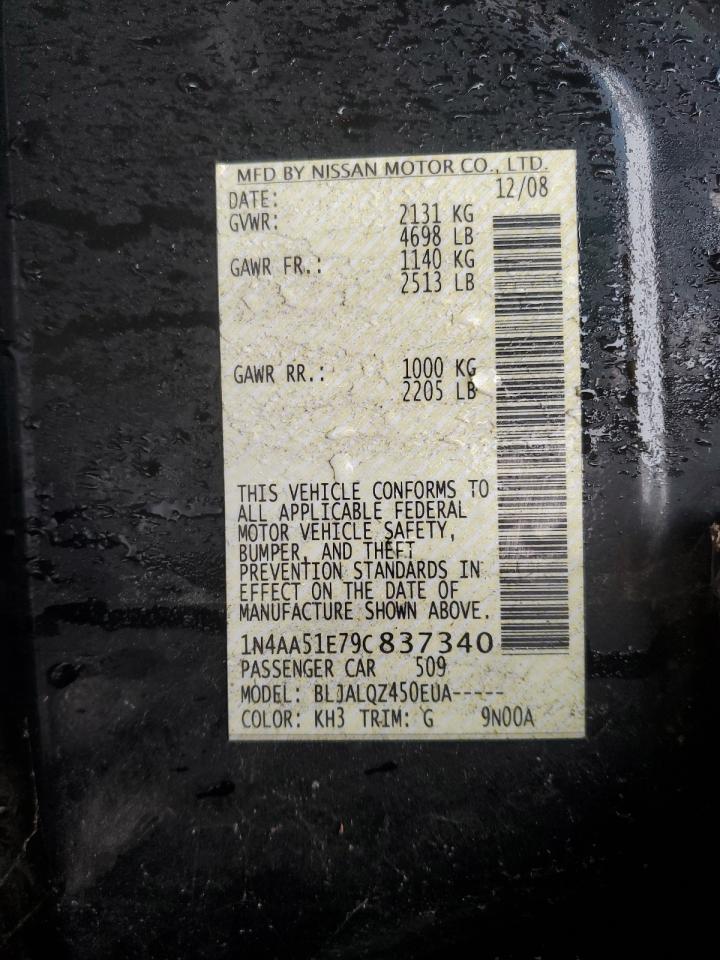 MFD BY NISSAN MOTOR CO., LTD.
DATE: 12/08
GVWR: 2131 KG
4698 LB
GAWR FR.: 1140 KG
2513 LB
GAWR RR.: 1000 KG
2205 LB
THIS VEHICLE CONFORMS TO
ALL APPLICABLE FEDERAL
MOTOR VEHICLE SAFETY,
BUMPER, AND THEFT
PREVENTION STANDARDS IN
EFFECT ON THE DATE OF
MANUFACTURE SHOWN ABOVE.
1N4AA51E79C837340
PASSENGER CAR 509
MODEL: BLJALQZ450EUA-----
COLOR: KH3 TRIM: G 9N00A